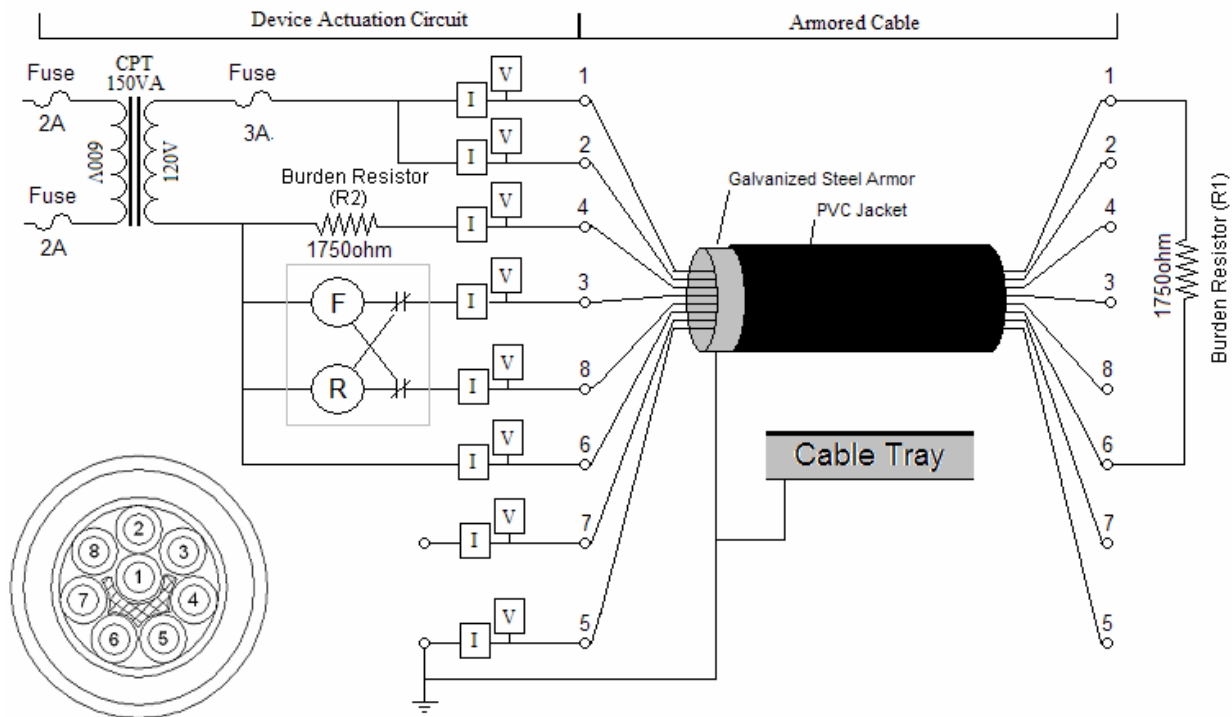 Device Actuation Circuit
Armored Cable
CPT
150VA
Fuse
2A
Fuse
3A.
600V
120V
Fuse
2A
Burden Resistor
(R2)
1750ohm
F
R
I
V
I
V
I
V
I
V
I
V
I
V
I
V
I
V
1
2
4
3
8
6
7
5
Galvanized Steel Armor
PVC Jacket
Cable Tray
1
2
4
3
8
6
7
5
1750ohm
Burden Resistor (R1)
2
8
3
1
7
4
6
5